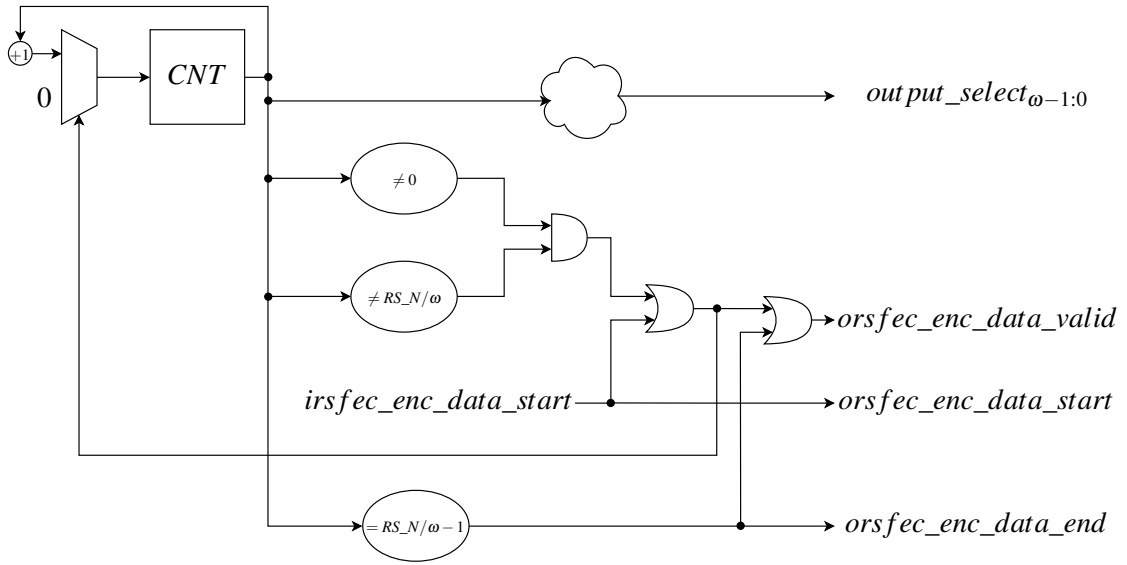 +1
CNT
0
output_select_{ω−1:0}
≠ 0
≠ RS_N/ω
orsfec_enc_data_valid
irsfec_enc_data_start
orsfec_enc_data_start
= RS_N/ω − 1
orsfec_enc_data_end